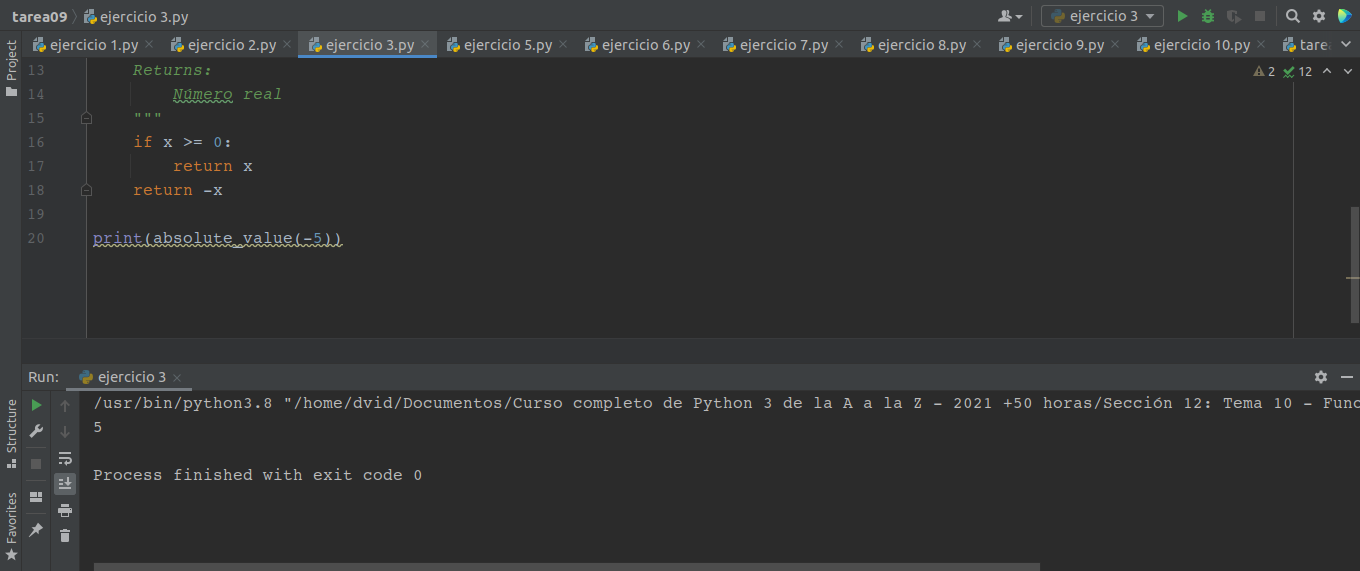 tarea09 ejercicio 3.py ejercicio 3
ejercicio 1.py ejercicio 2.py ejercicio 3.py ejercicio 5.py ejercicio 6.py ejercicio 7.py ejercicio 8.py ejercicio 9.py ejercicio 10.py tare
Project
13 Returns:
2 12
14 Número real
15 """
16 if x >= 0:
17 return x
18 return -x
19
20 print(absolute_value(-5))
Run: ejercicio 3
/usr/bin/python3.8 "/home/dvid/Documentos/Curso completo de Python 3 de la A a la Z - 2021 +50 horas/Sección 12: Tema 10 - Func
5
Process finished with exit code 0
Structure
Favorites